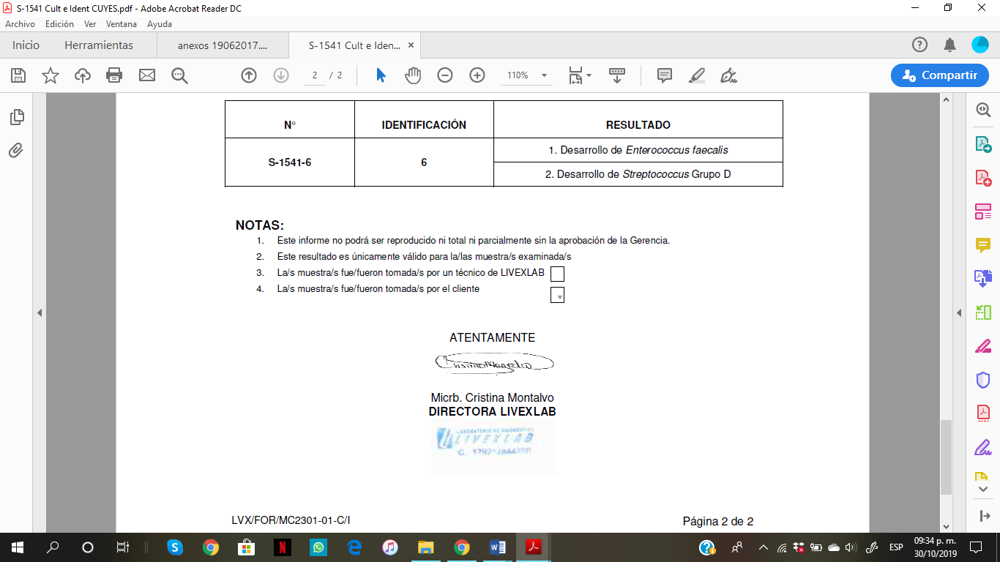 S-1541 Cult e Ident CUYES.pdf - Adobe Acrobat Reader DC
Archivo Edición Ver Ventana Ayuda
Inicio Herramientas anexos 19062017.... S-1541 Cult e Iden... ×
2 / 2 110% Compartir
N° IDENTIFICACIÓN RESULTADO
S-1541-6 6 1. Desarrollo de Enterococcus faecalis
2. Desarrollo de Streptococcus Grupo D
NOTAS:
1. Este informe no podrá ser reproducido ni total ni parcialmente sin la aprobación de la Gerencia.
2. Este resultado es únicamente válido para la/las muestra/s examinada/s
3. La/s muestra/s fue/fueron tomada/s por un técnico de LIVEXLAB
4. La/s muestra/s fue/fueron tomada/s por el cliente
ATENTAMENTE
Micrb. Cristina Montalvo
DIRECTORA LIVEXLAB
LABORATORIO DE DIAGNÓSTICO
LIVEXLAB
LVX/FOR/MC2301-01-C/I Página 2 de 2
ESP 09:34 p. m.
30/10/2019